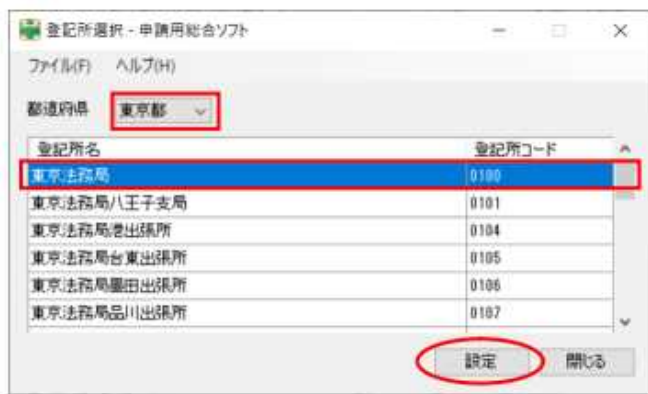 登記所選択 - 申請用総合ソフト
ファイル(F) ヘルプ(H)
都道府県 東京都
登記所名 登記所コード
東京法務局 0100
東京法務局八王子支局 0101
東京法務局港出張所 0104
東京法務局台東出張所 0105
東京法務局墨田出張所 0106
東京法務局品川出張所 0107
設定 閉じる